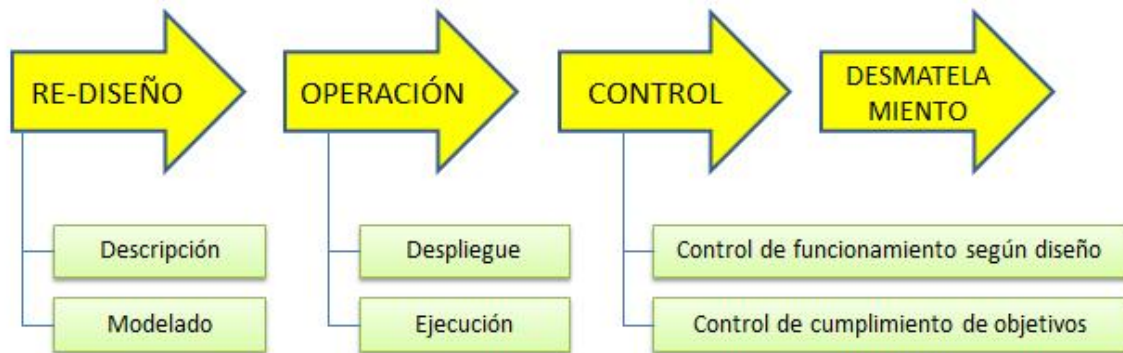 RE-DISEÑO
OPERACIÓN
CONTROL
DESMATELA
MIENTO
Descripción
Modelado
Despliegue
Ejecución
Control de funcionamiento según diseño
Control de cumplimiento de objetivos